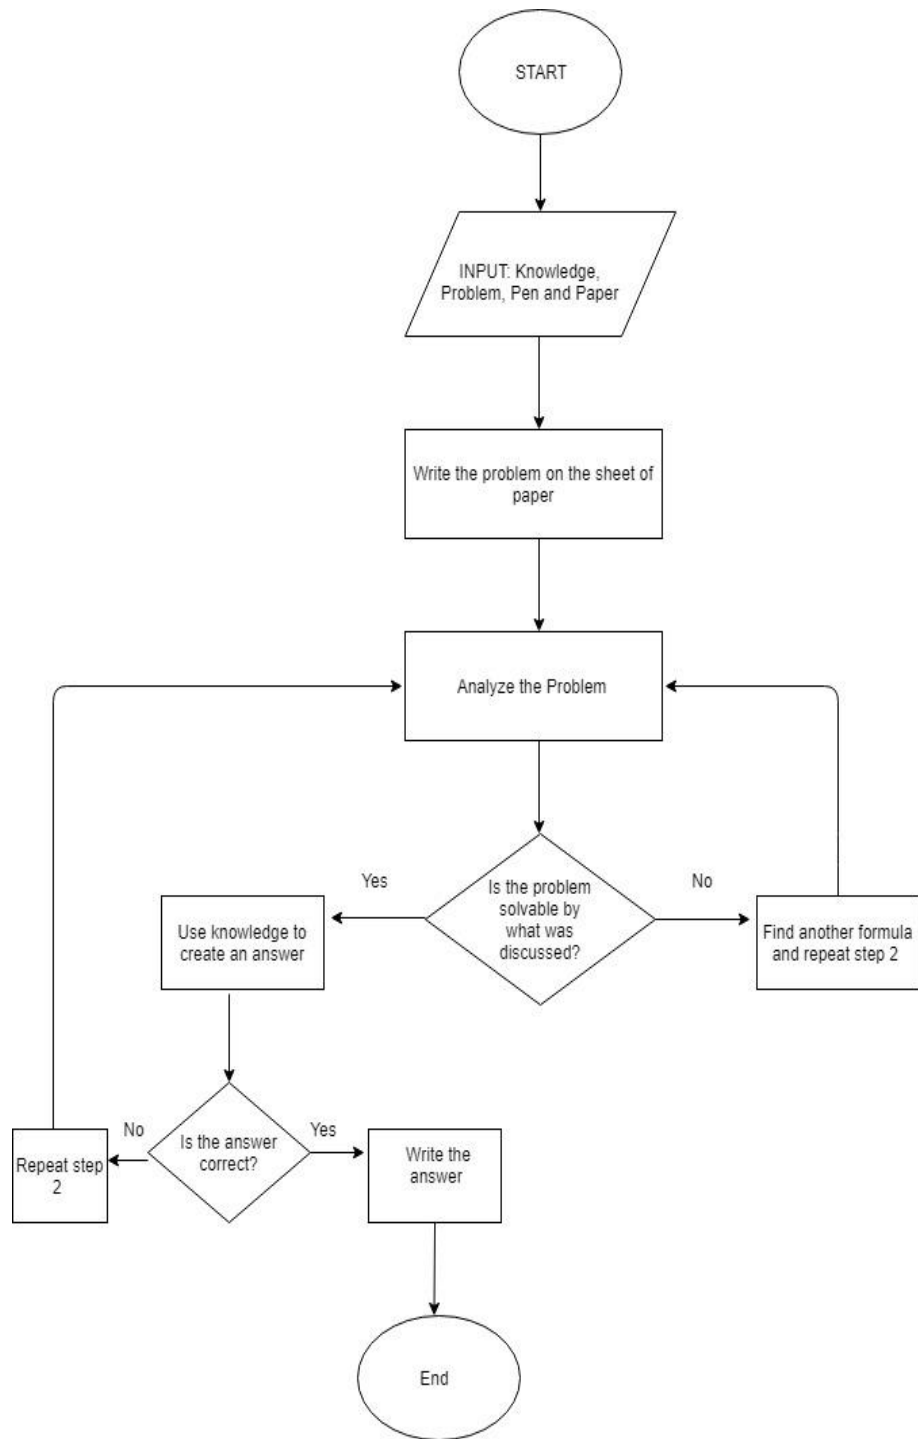 START
INPUT: Knowledge,
Problem, Pen and Paper
Write the problem on the sheet of
paper
Analyze the Problem
Is the problem
solvable by
what was
discussed?
Yes
No
Use knowledge to
create an answer
Find another formula
and repeat step 2
Is the answer
correct?
No
Yes
Repeat step
2
Write the
answer
End